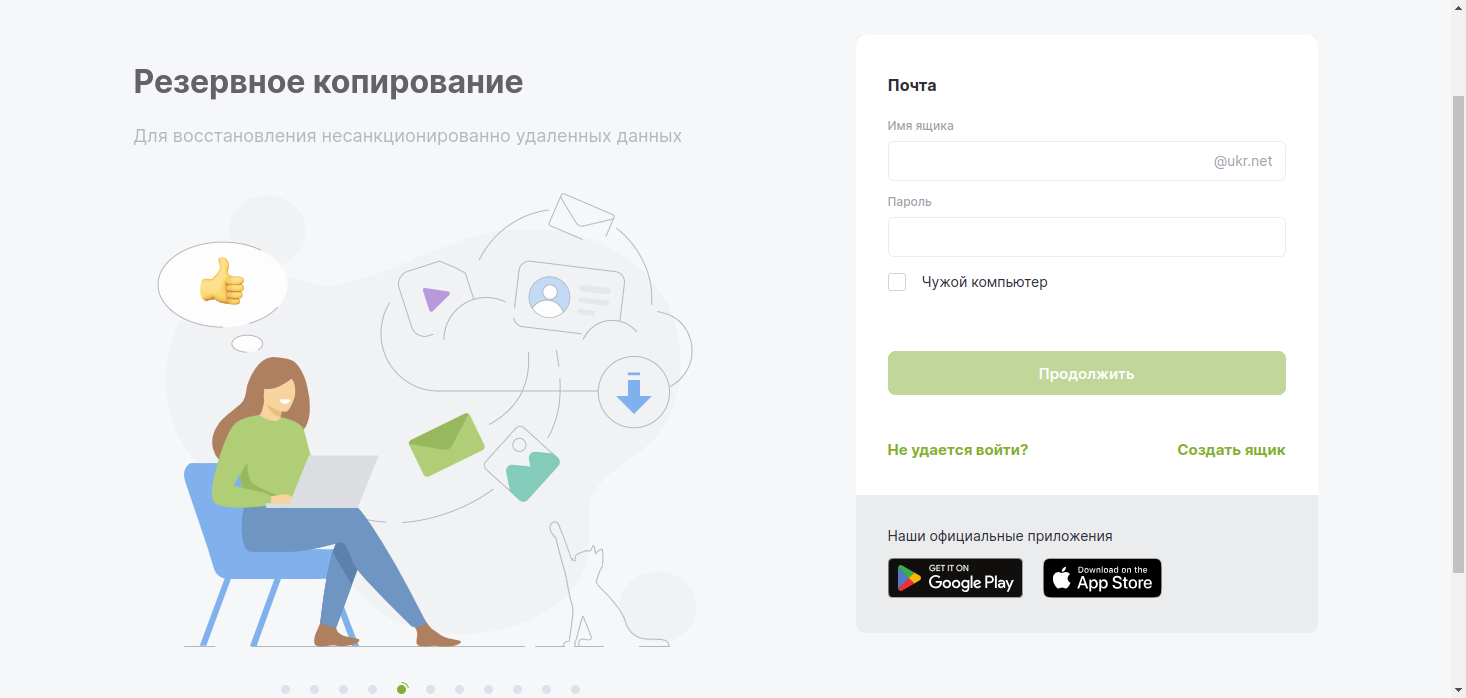 Резервное копирование
Для восстановления несанкционированно удаленных данных
Почта
Имя ящика
@ukr.net
Пароль
Чужой компьютер
Продолжить
Не удается войти?
Создать ящик
Наши официальные приложения
GET IT ON
Google Play
Download on the
App Store